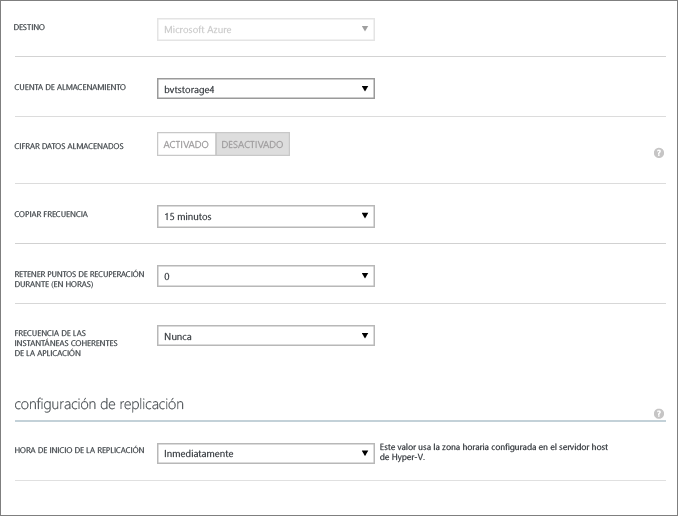 DESTINO
Microsoft Azure
CUENTA DE ALMACENAMIENTO
bvtstorage4
CIFRAR DATOS ALMACENADOS
ACTIVADO DESACTIVADO
?
COPIAR FRECUENCIA
15 minutos
RETENER PUNTOS DE RECUPERACIÓN
DURANTE (EN HORAS)
0
FRECUENCIA DE LAS
INSTANTÁNEAS COHERENTES
DE LA APLICACIÓN
Nunca
configuración de replicación
?
HORA DE INICIO DE LA REPLICACIÓN
Inmediatamente
Este valor usa la zona horaria configurada en el servidor host
de Hyper-V.